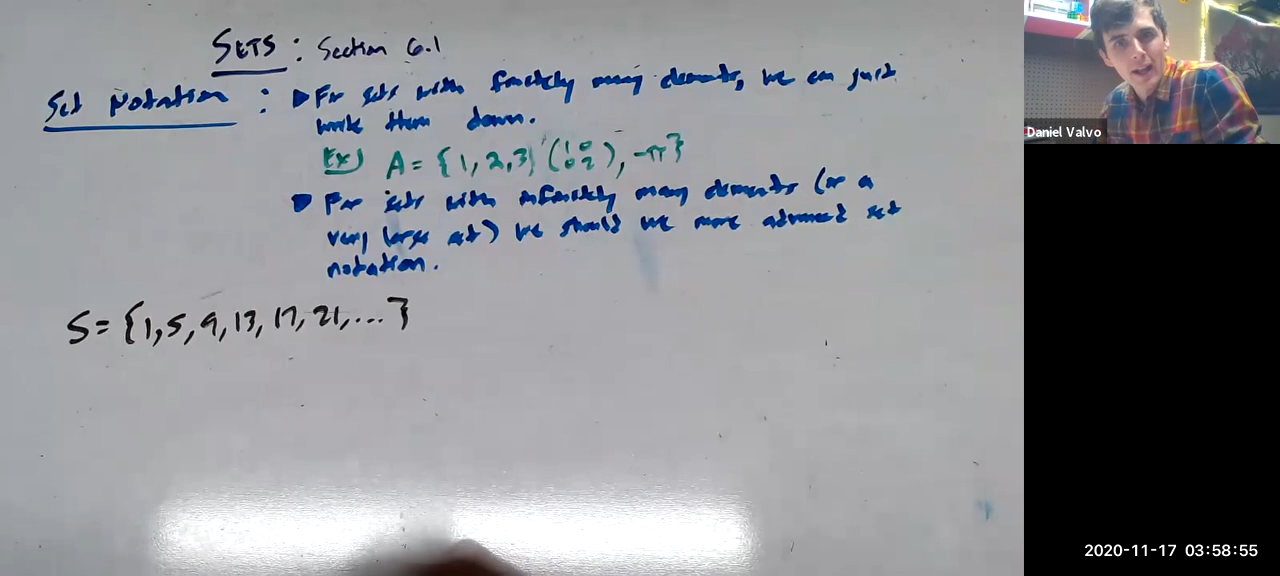 SETS: Section 6.1
Set Notation: ▶ For sets with finitely many elements, we can just
write them down.
(Ex) A = {1, 2, 3, (1 0
0 2), -π}
▶ For sets with infinitely many elements (or a
very large set) we should use more advanced set
notation.
S = {1, 5, 9, 13, 17, 21, ... }
Daniel Valvo
2020-11-17 03:58:55